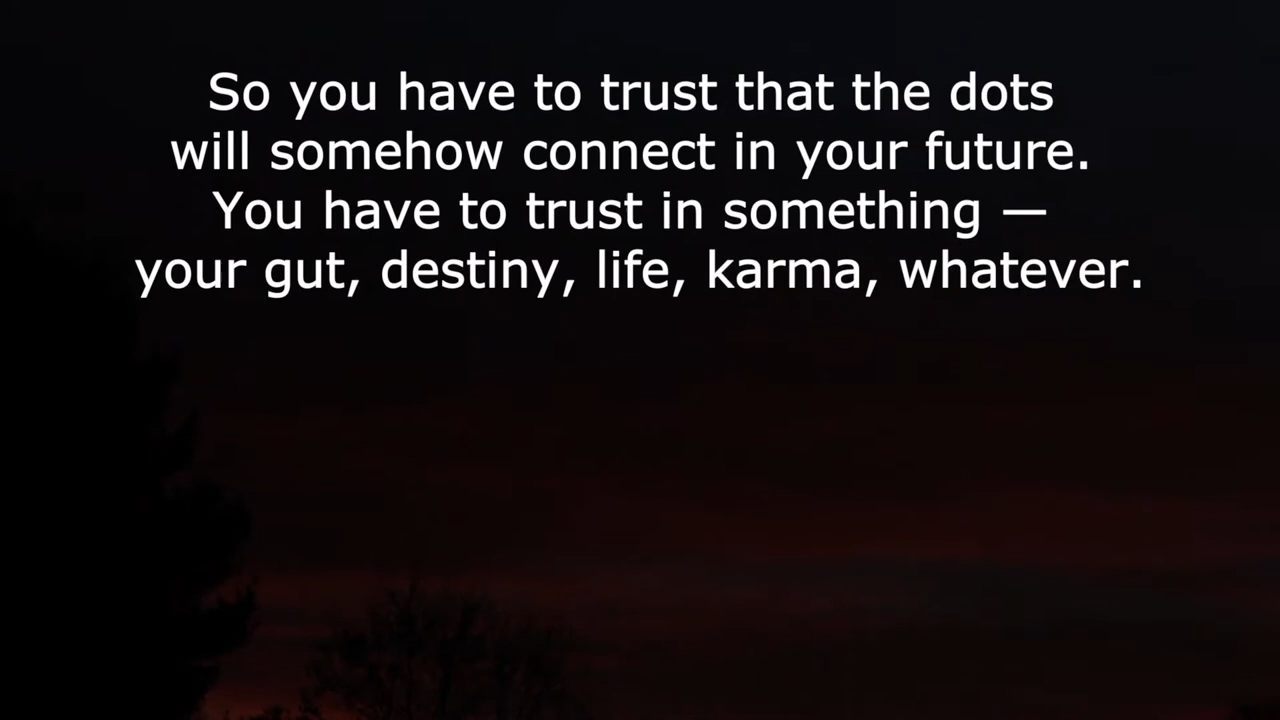 So you have to trust that the dots
will somehow connect in your future.
You have to trust in something —
your gut, destiny, life, karma, whatever.